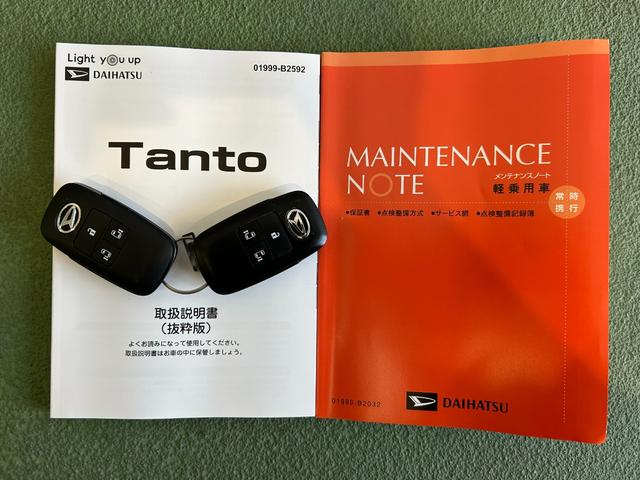 Light you up
DAIHATSU
01999-B2592
Tanto
取扱説明書
（抜粋版）
よくお読みになって使用してください。
取扱説明書はお車の中に保管しましょう。
MAINTENANCE
NOTE
メンテナンスノート
軽乗用車
常時
携行
●保証書 ●点検整備方式 ●サービス網 ●点検整備記録簿
01999-B2032
DAIHATSU